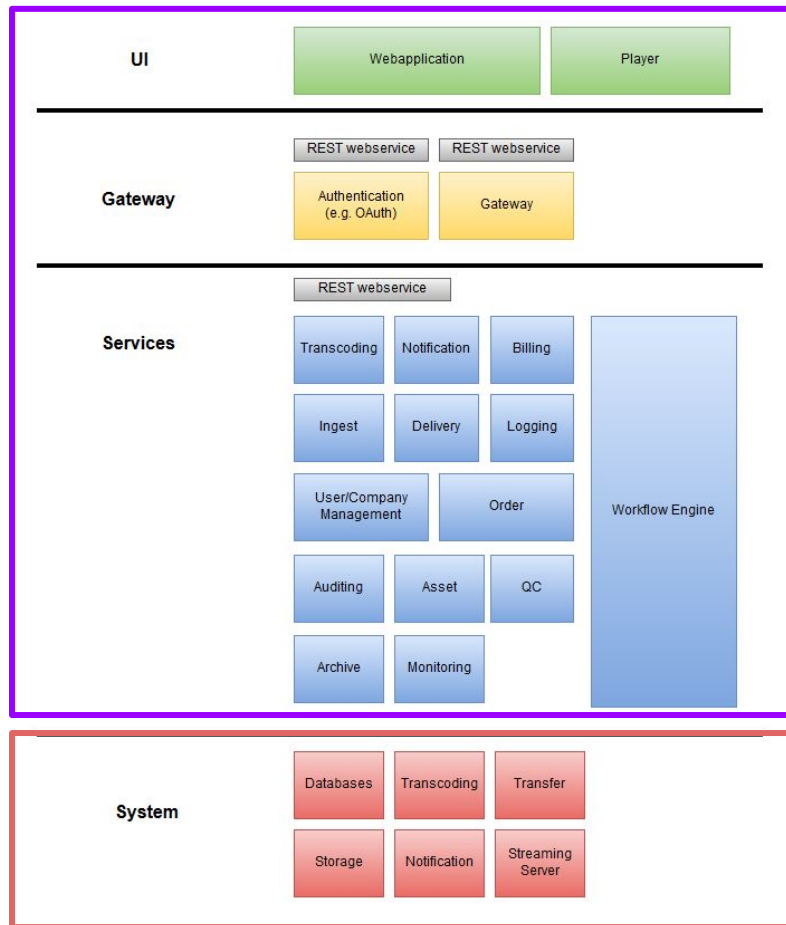 UI
Webapplication
Player
REST webservice
REST webservice
Gateway
Authentication
(e.g. OAuth)
Gateway
REST webservice
Services
Transcoding
Notification
Billing
Ingest
Delivery
Logging
User/Company
Management
Order
Workflow Engine
Auditing
Asset
QC
Archive
Monitoring
System
Databases
Transcoding
Transfer
Storage
Notification
Streaming
Server